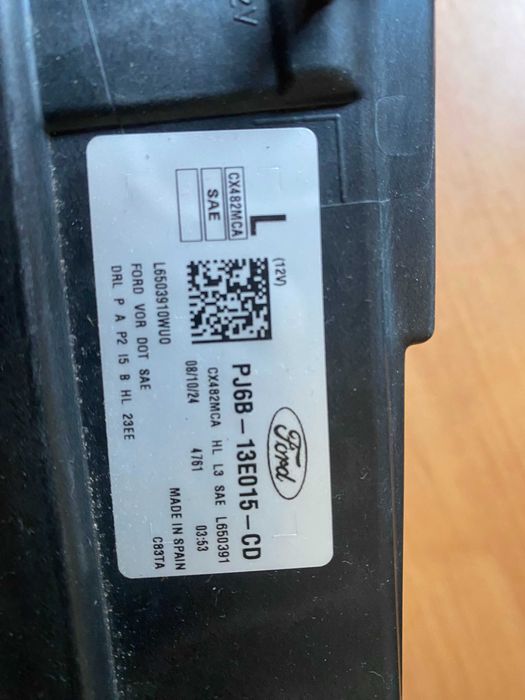 L
(12V)
CX482MCA
SAE
Ford
PJ6B-13E015-CD
CX482MCA HL L3 SAE L650391
08/10/24 4761 03:53
MADE IN SPAIN
L6503910WU0
FORD VOR DOT SAE
DRL P A P2 I5 B HL 23EE
C83TA